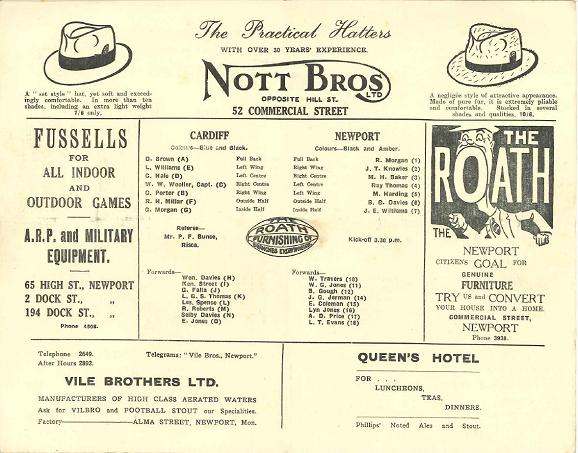 The Practical Hatters
WITH OVER 30 YEARS' EXPERIENCE.
NOTT BROS LTD
OPPOSITE HILL ST.
52 COMMERCIAL STREET
A "set style" hat, yet soft and exceed-
ingly comfortable. In more than ten
shades, including an extra light weight
7/6 only.
A negligée style of attractive appearance.
Made of pure fur, it is extremely pliable
and comfortable. Stocked in several
shades and qualities. 10/6.
FUSSELLS
FOR
ALL INDOOR
AND
OUTDOOR GAMES
A.R.P. and MILITARY
EQUIPMENT.
65 HIGH ST., NEWPORT
2 DOCK ST., "
194 DOCK ST., "
Phone 4508.
CARDIFF
Colours—Blue and Black.
NEWPORT
Colours—Black and Amber.
D. Brown (A) Full Back Full Back R. Morgan (1)
L. Williams (E) Left Wing Right Wing J. T. Knowles (2)
C. Hale (D) Left Centre Right Centre M. H. Baker (3)
W. W. Wooller, Capt. (C) Right Centre Left Centre Ray Thomas (4)
G. Porter (B) Right Wing Left Wing M. Harding (5)
R. H. Millar (F) Outside Half Outside Half B. G. Davies (6)
G. Morgan (G) Inside Half Inside Half J. E. Williams (7)
Referee—
Mr. P. F. Bunce,
Risca.
THE ROATH
FURNISHING CO
BRANCHES EVERYWHERE
Kick-off 3.30 p.m.
Forwards—
Wen. Davies (H)
Ken. Street (I)
G. Falla (J)
L. G. S. Thomas (K)
Les. Spence (L)
R. Roberts (M)
Selby Davies (N)
E. Jones (O)
Forwards—
W. Travers (10)
W. G. Jones (11)
B. Gough (12)
J. G. Jerman (14)
E. Coleman (15)
Lyn Jones (16)
A. D. Price (17)
L. T. Evans (18)
THE
ROATH
THE
NEWPORT
CITIZEN'S GOAL FOR
GENUINE
FURNITURE
TRY US and CONVERT
YOUR HOUSE INTO A HOME.
COMMERCIAL STREET,
NEWPORT
Phone 3938.
Telephone 2649. Telegrams: "Vile Bros., Newport."
After Hours 2892.
VILE BROTHERS LTD.
MANUFACTURERS OF HIGH CLASS AERATED WATERS
Ask for VILBRO and FOOTBALL STOUT our Specialities.
Factory—ALMA STREET, NEWPORT, Mon.
QUEEN'S HOTEL
FOR . . .
LUNCHEONS,
TEAS,
DINNERS.
Phillips' Noted Ales and Stout.